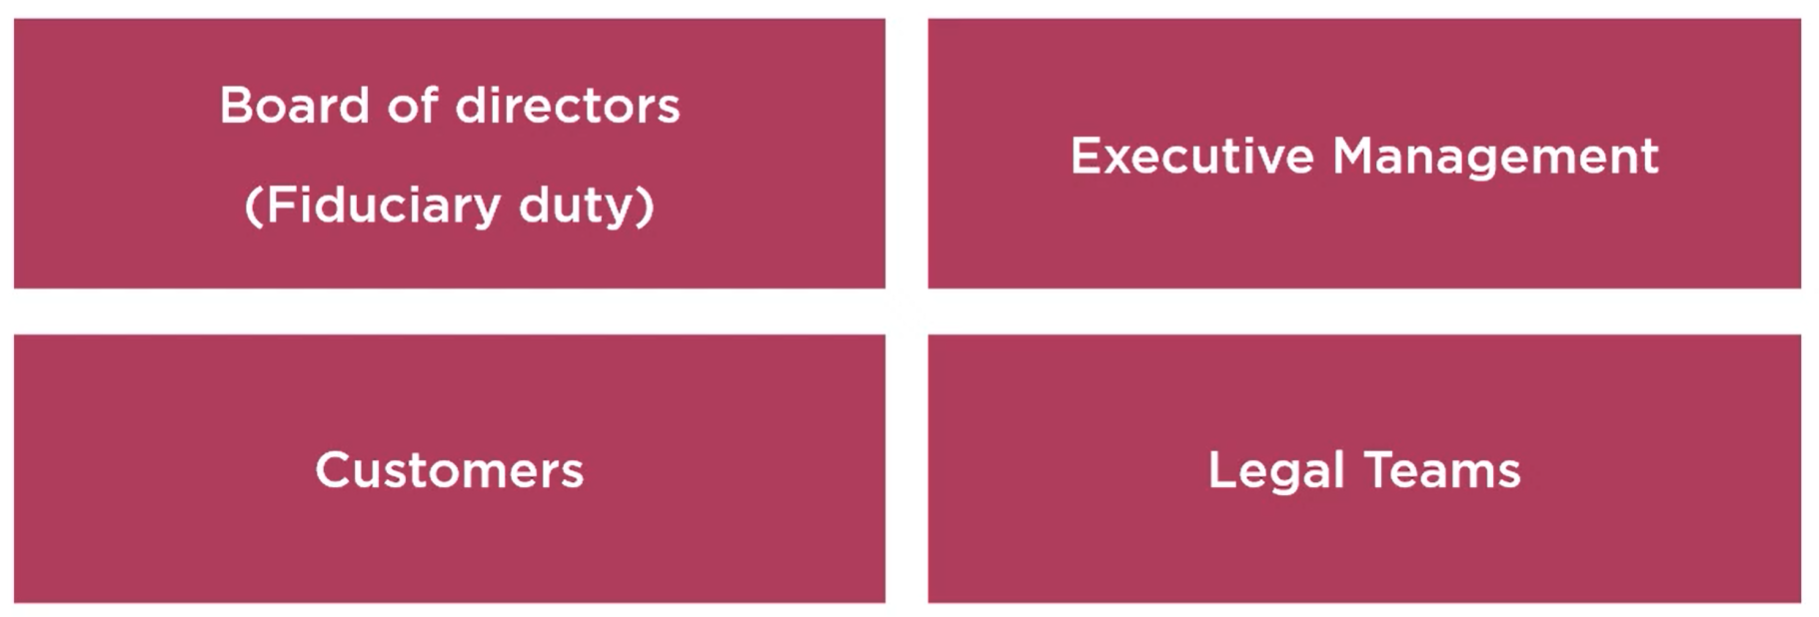 Board of directors
(Fiduciary duty)
Executive Management
Customers
Legal Teams